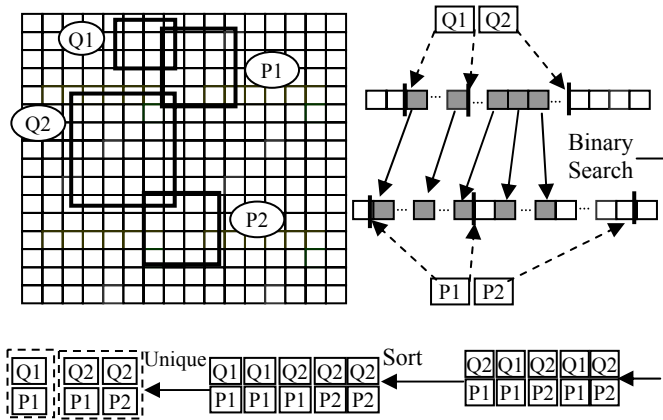 Q1 Q2
Q1
P1
Q2
P2
Binary
Search
P1 P2
Unique
Sort
Q1 Q2 Q2
P1 P1 P2
Q1 Q1 Q2 Q2 Q2
P1 P1 P1 P2 P2
Q2 Q1 Q2 Q1 Q2
P1 P1 P2 P1 P2